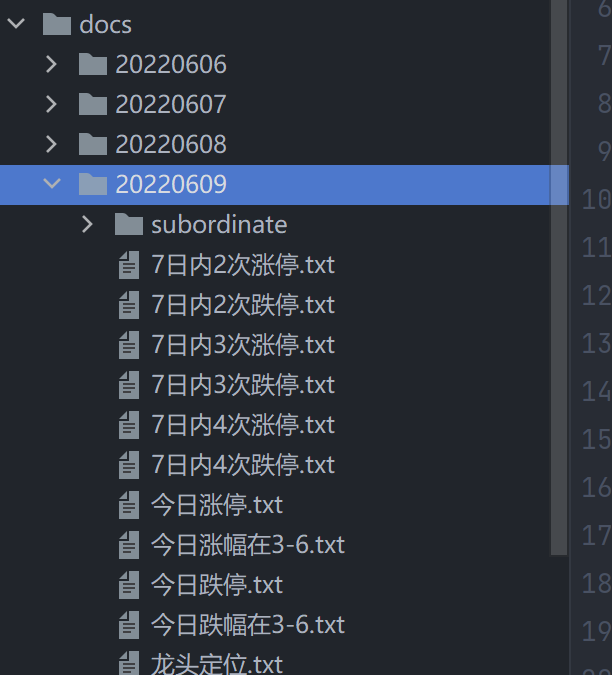 docs
20220606
20220607
20220608
20220609
subordinate
7日内2次涨停.txt
7日内2次跌停.txt
7日内3次涨停.txt
7日内3次跌停.txt
7日内4次涨停.txt
7日内4次跌停.txt
今日涨停.txt
今日涨幅在3-6.txt
今日跌停.txt
今日跌幅在3-6.txt
龙头定位.txt
6
7
8
9
10
11
12
13
14
15
16
17
18
19